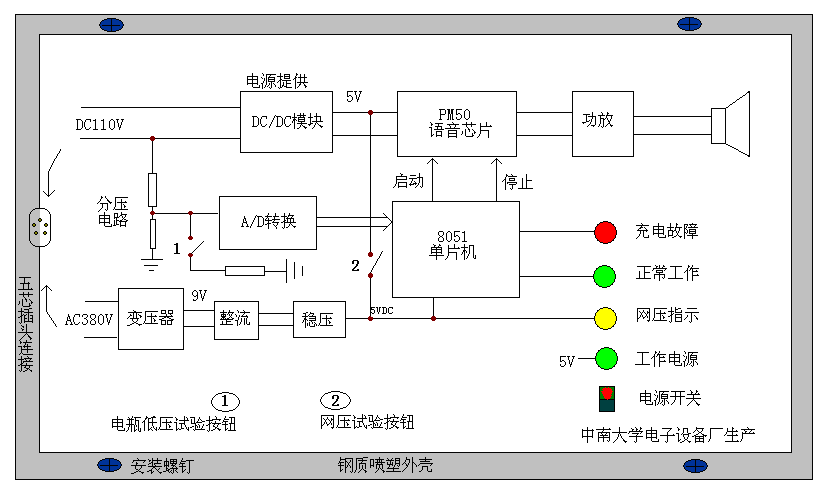 电源提供
DC110V
DC/DC模块
5V
PM50
语音芯片
功放
启动
停止
分压
电路
A/D转换
8051
单片机
1
2
充电故障
正常工作
网压指示
5V
工作电源
电源开关
五芯插头连接
AC380V
变压器
9V
整流
稳压
5VDC
1
电瓶低压试验按钮
2
网压试验按钮
中南大学电子设备厂生产
安装螺钉
钢质喷塑外壳